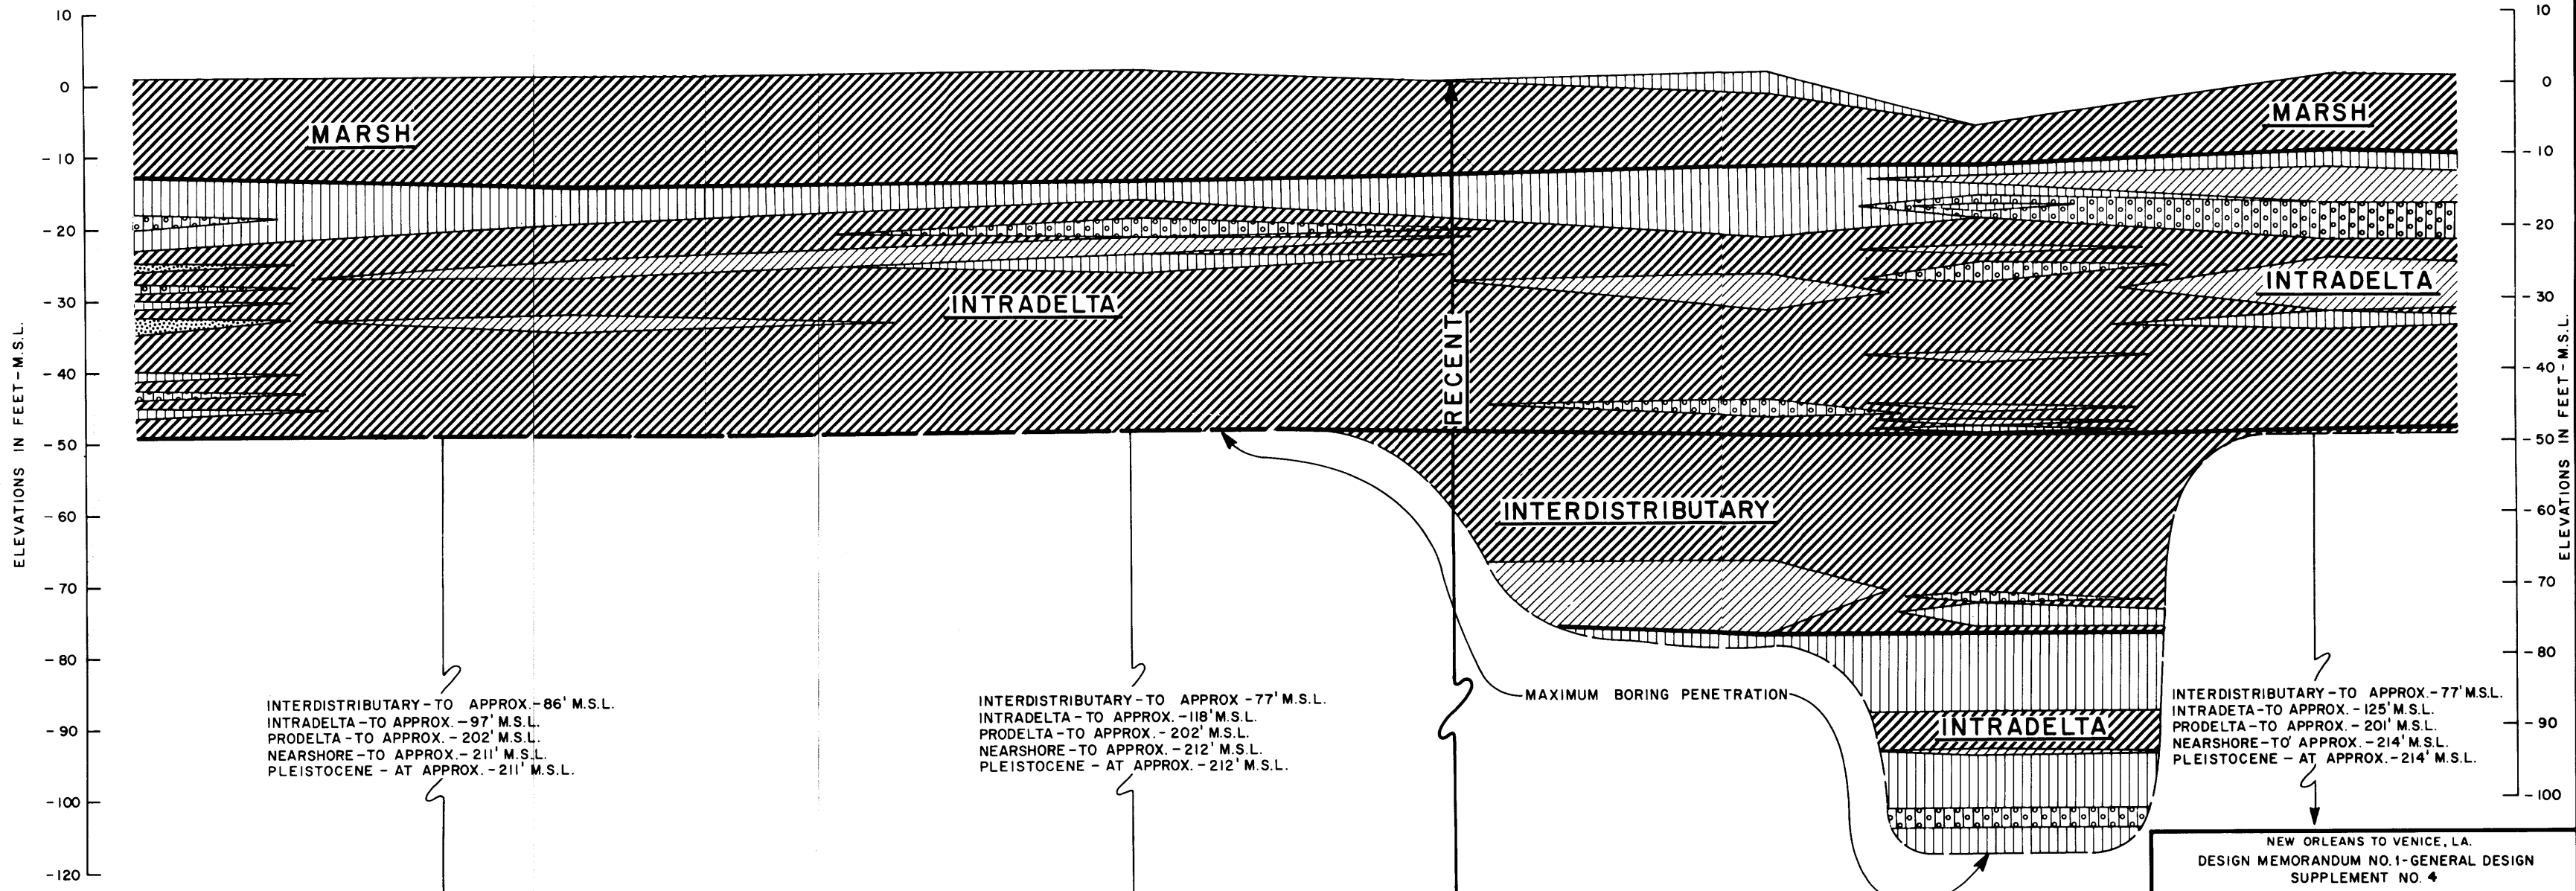 10
0
- 10
- 20
- 30
- 40
- 50
- 60
- 70
- 80
- 90
- 100
- 120
ELEVATIONS IN FEET-M.S.L.
MARSH
INTRADELTA
RECENT
MARSH
INTRADELTA
INTERDISTRIBUTARY
INTRADELTA
MAXIMUM BORING PENETRATION
INTERDISTRIBUTARY-TO APPROX.-86' M.S.L.
INTRADELTA-TO APPROX.-97' M.S.L.
PRODELTA-TO APPROX.-202' M.S.L.
NEARSHORE-TO APPROX.-211' M.S.L.
PLEISTOCENE - AT APPROX.-211' M.S.L.
INTERDISTRIBUTARY-TO APPROX-77' M.S.L.
INTRADELTA-TO APPROX.-118' M.S.L.
PRODELTA-TO APPROX.-202' M.S.L.
NEARSHORE-TO APPROX.-212' M.S.L.
PLEISTOCENE - AT APPROX.-212' M.S.L.
INTERDISTRIBUTARY-TO APPROX.-77' M.S.L.
INTRADETA-TO APPROX.-125' M.S.L.
PRODELTA-TO APPROX.-201' M.S.L.
NEARSHORE-TO APPROX.-214' M.S.L.
PLEISTOCENE - AT APPROX.-214' M.S.L.
10
0
- 10
- 20
- 30
- 40
- 50
- 60
- 70
- 80
- 90
- 100
ELEVATIONS IN FEET-M.S.L.
NEW ORLEANS TO VENICE, LA.
DESIGN MEMORANDUM NO.1-GENERAL DESIGN
SUPPLEMENT NO. 4